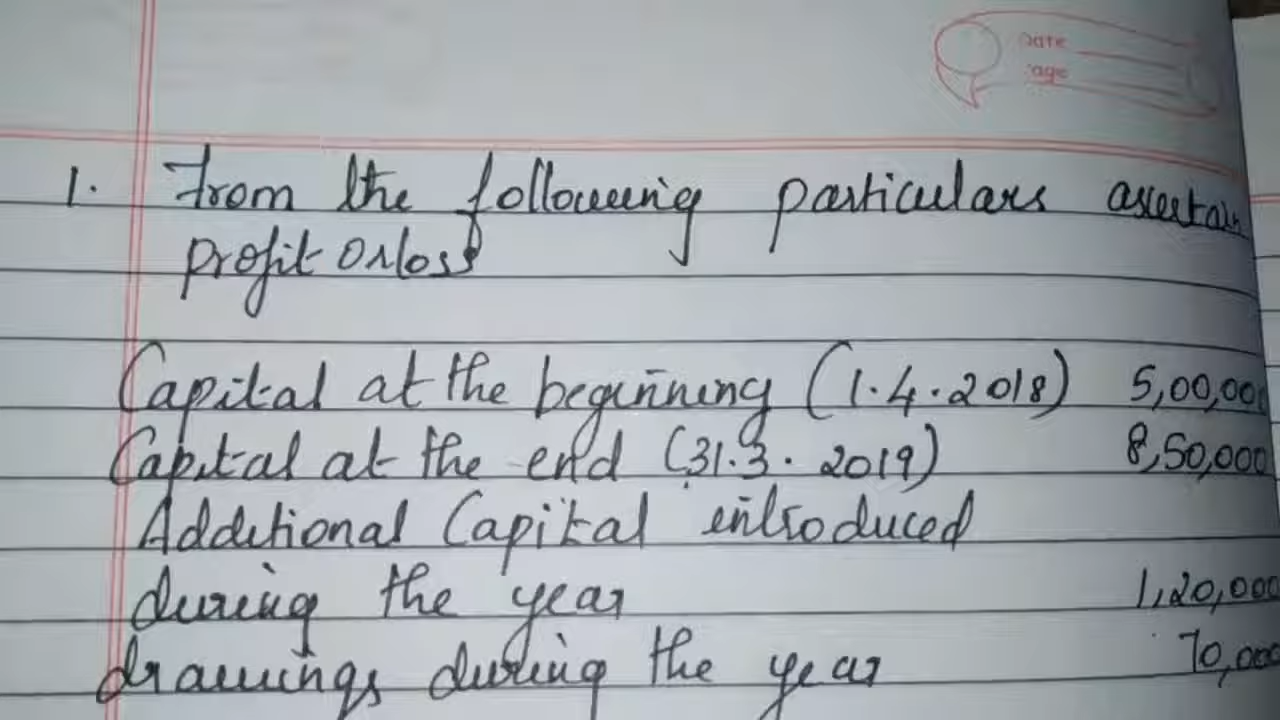 Date
Page
1. From the following particulars ascertain
profit or loss
Capital at the beginning (1.4.2018) 5,00,000
Capital at the end (31.3.2019) 8,50,000
Additional Capital introduced
during the year 1,20,000
drawings during the year 70,000